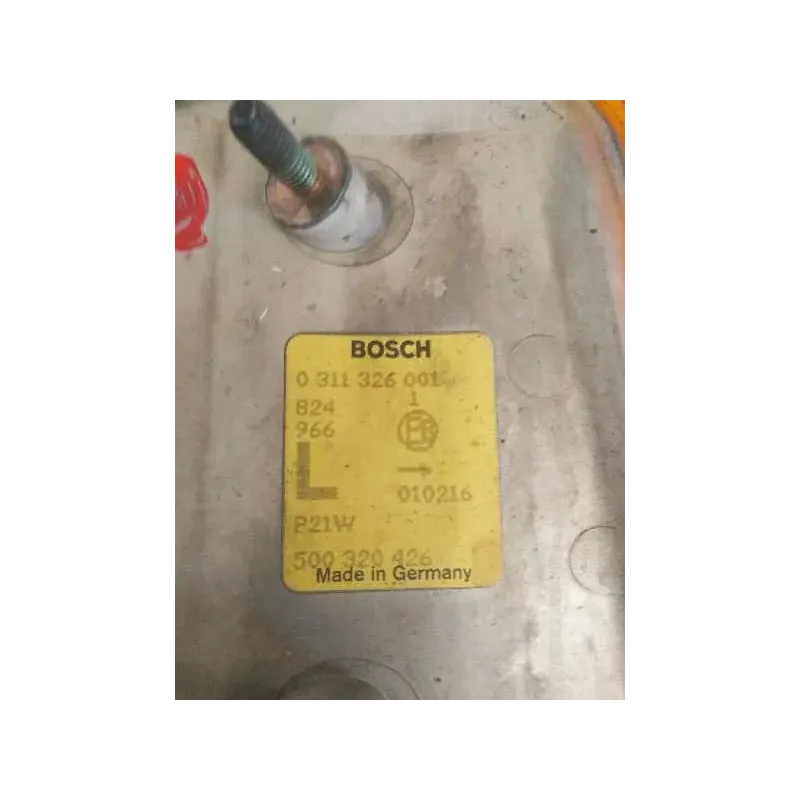 BOSCH
0 311 326 001
824
1
966
L
→
010216
P21W
500 320 426
Made in Germany